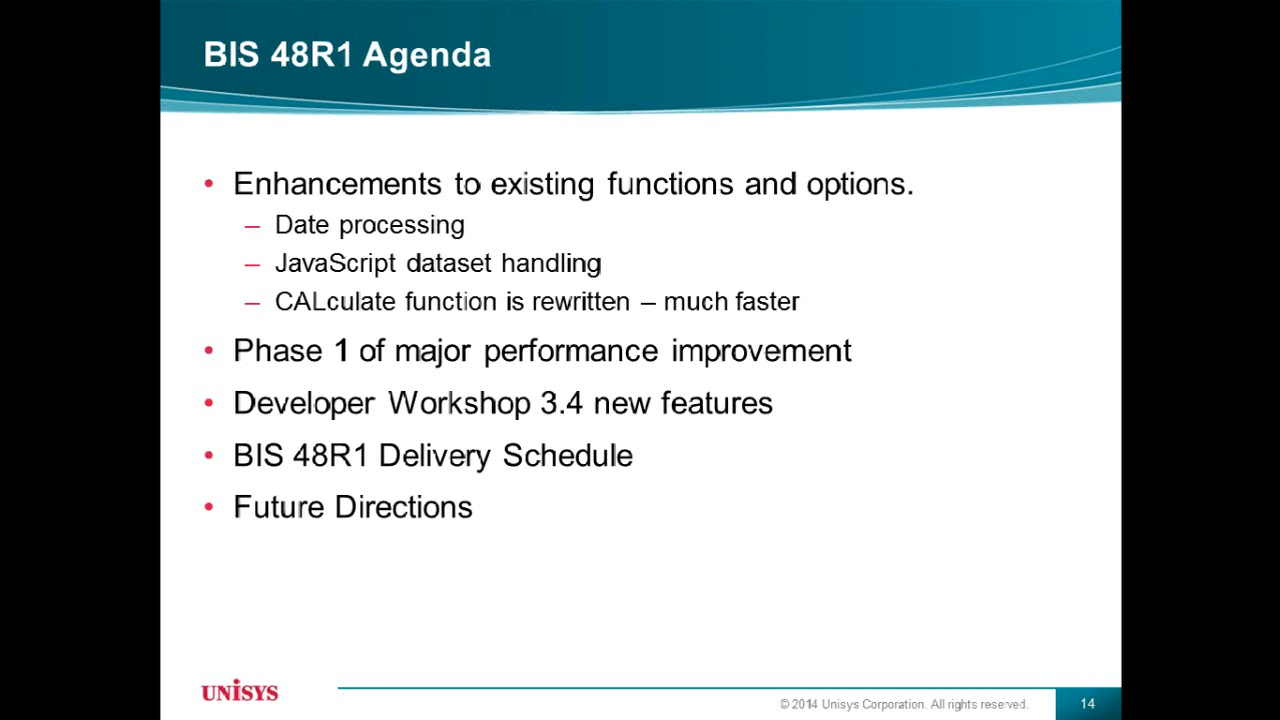 BIS 48R1 Agenda
• Enhancements to existing functions and options.
– Date processing
– JavaScript dataset handling
– CALculate function is rewritten – much faster
• Phase 1 of major performance improvement
• Developer Workshop 3.4 new features
• BIS 48R1 Delivery Schedule
• Future Directions
UNISYS
© 2014 Unisys Corporation. All rights reserved.
14